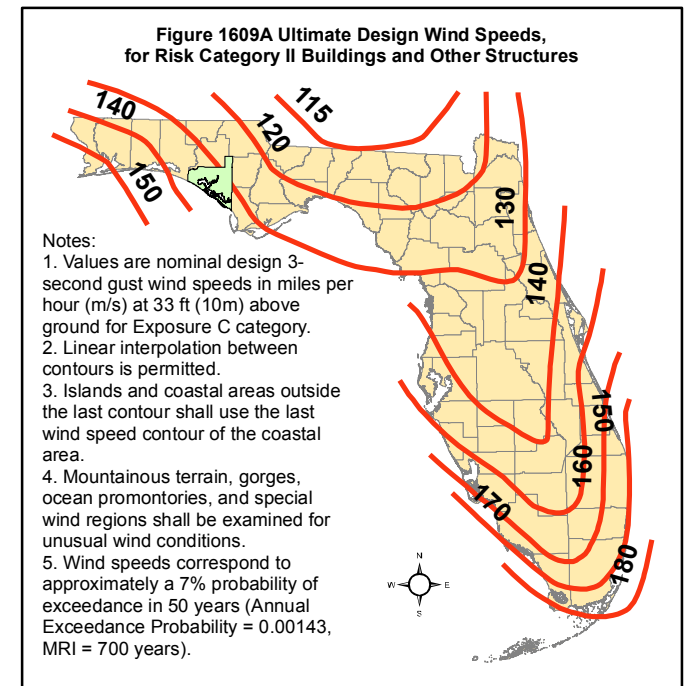 Figure 1609A Ultimate Design Wind Speeds,
for Risk Category II Buildings and Other Structures
115
140
120
150
130
140
Notes:
1. Values are nominal design 3-
second gust wind speeds in miles per
hour (m/s) at 33 ft (10m) above
ground for Exposure C category.
2. Linear interpolation between
contours is permitted.
3. Islands and coastal areas outside
the last contour shall use the last
wind speed contour of the coastal
area.
4. Mountainous terrain, gorges,
ocean promontories, and special
wind regions shall be examined for
unusual wind conditions.
5. Wind speeds correspond to
approximately a 7% probability of
exceedance in 50 years (Annual
Exceedance Probability = 0.00143,
MRI = 700 years).
150
160
170
180
N
W E
S